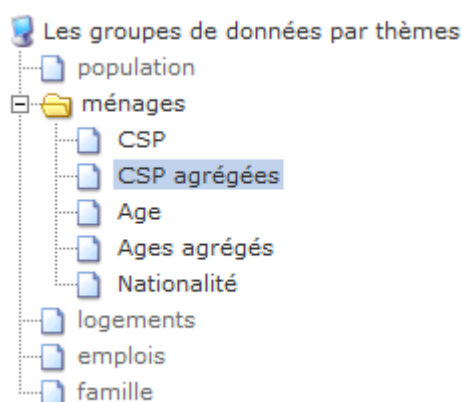 Les groupes de données par thèmes
population
ménages
CSP
CSP agrégées
Age
Ages agrégés
Nationalité
logements
emplois
famille